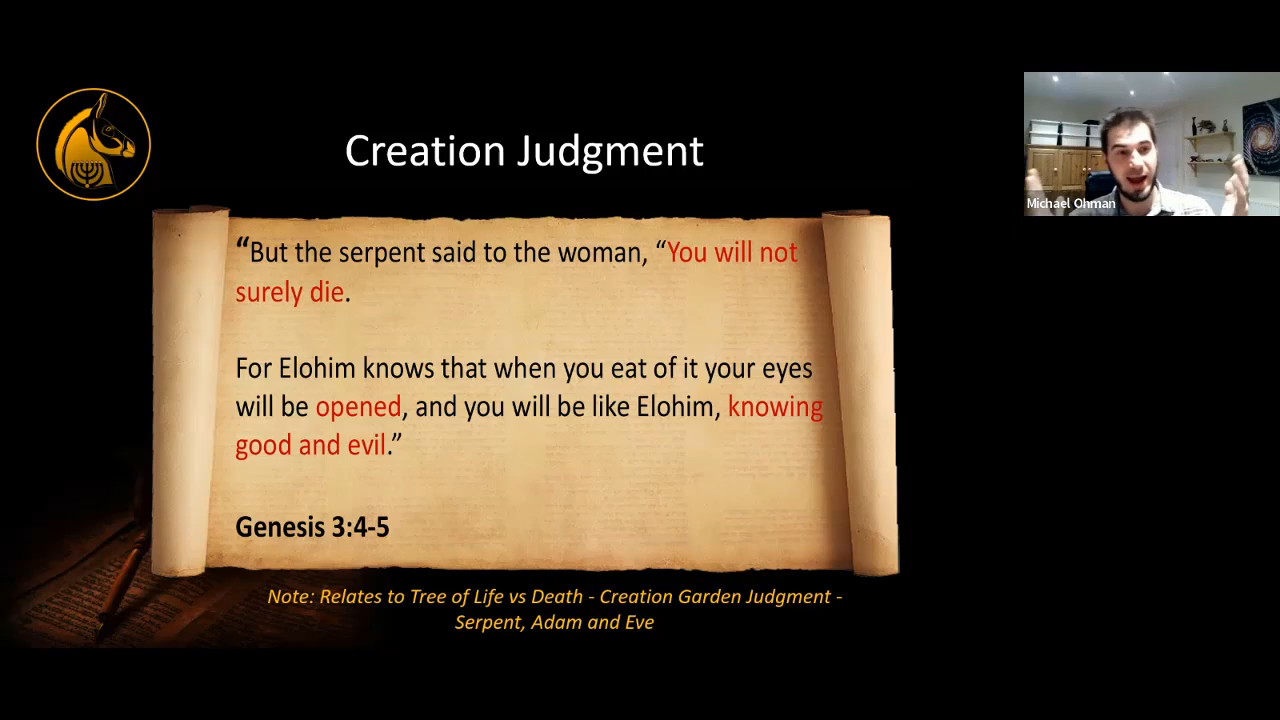 Creation Judgment
“But the serpent said to the woman, “You will not
surely die.
For Elohim knows that when you eat of it your eyes
will be opened, and you will be like Elohim, knowing
good and evil.”
Genesis 3:4-5
Note: Relates to Tree of Life vs Death - Creation Garden Judgment -
Serpent, Adam and Eve
Michael Ohman